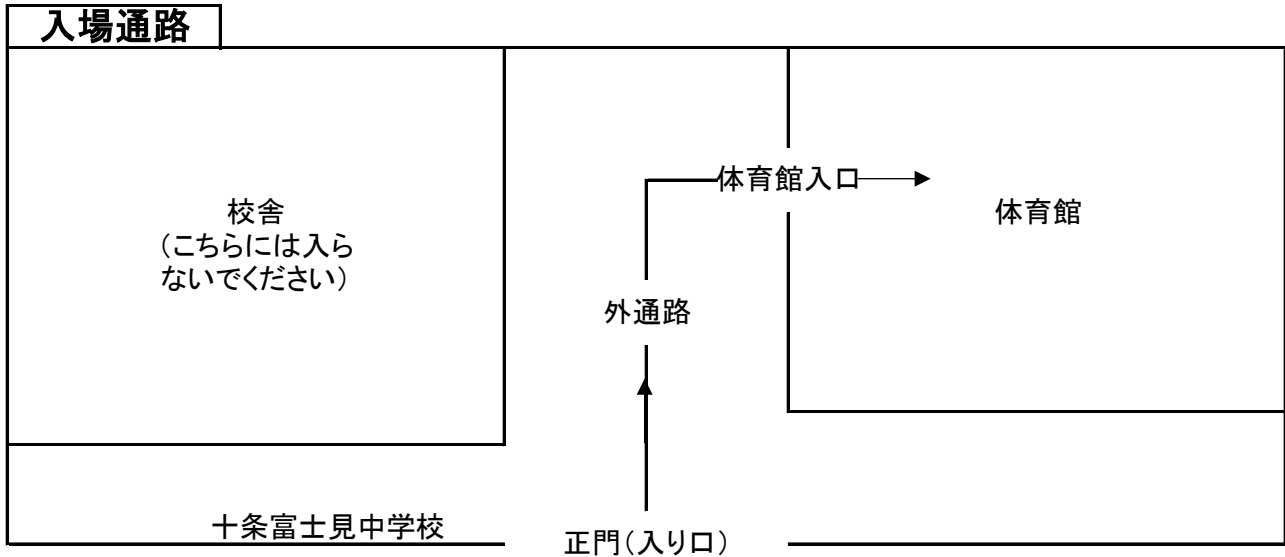 入場通路
体育館入口
校舎
(こちらには入ら
ないでください)
体育館
外通路
十条富士見中学校
正門(入り口)